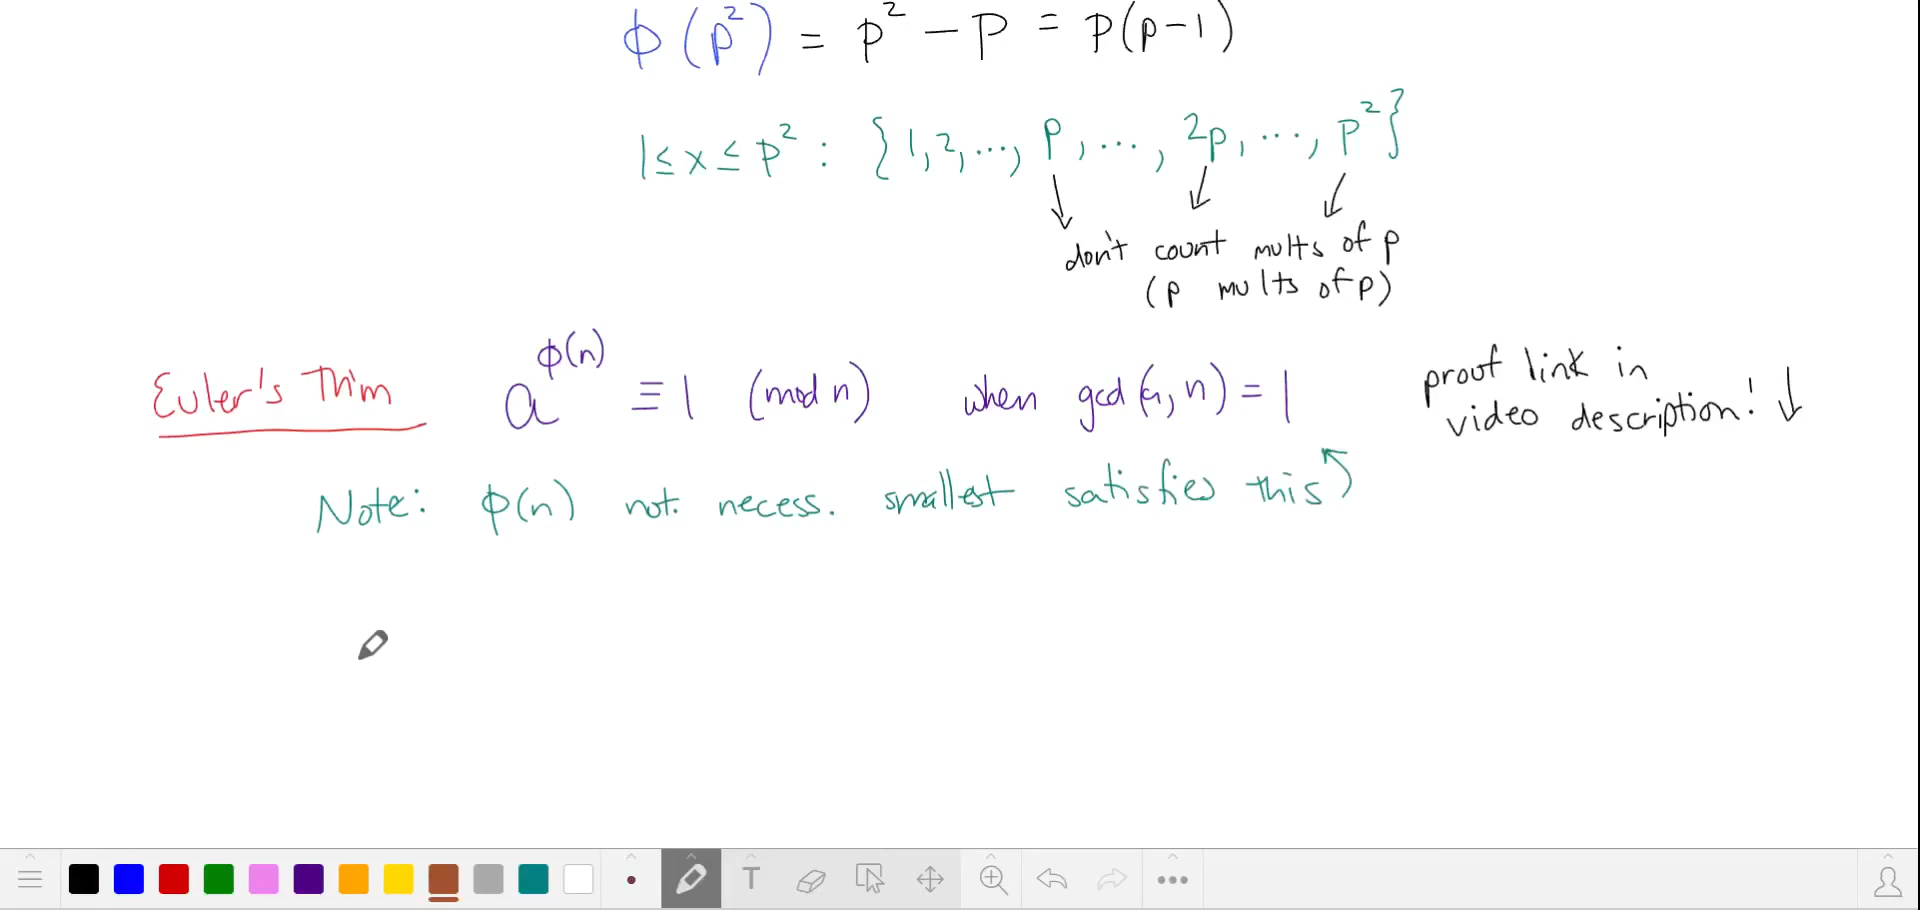 ϕ(p²) = p² − p = p(p−1)
1≤x≤p² : {1,2,...,p,...,2p,...,p²}
don't count mults of p
(p mults of p)
Euler's Th'm a^ϕ(n) ≡ 1 (mod n) when gcd(a,n)=1
proof link in
video description! ↓
Note: ϕ(n) not. necess. smallest satisfies this
T